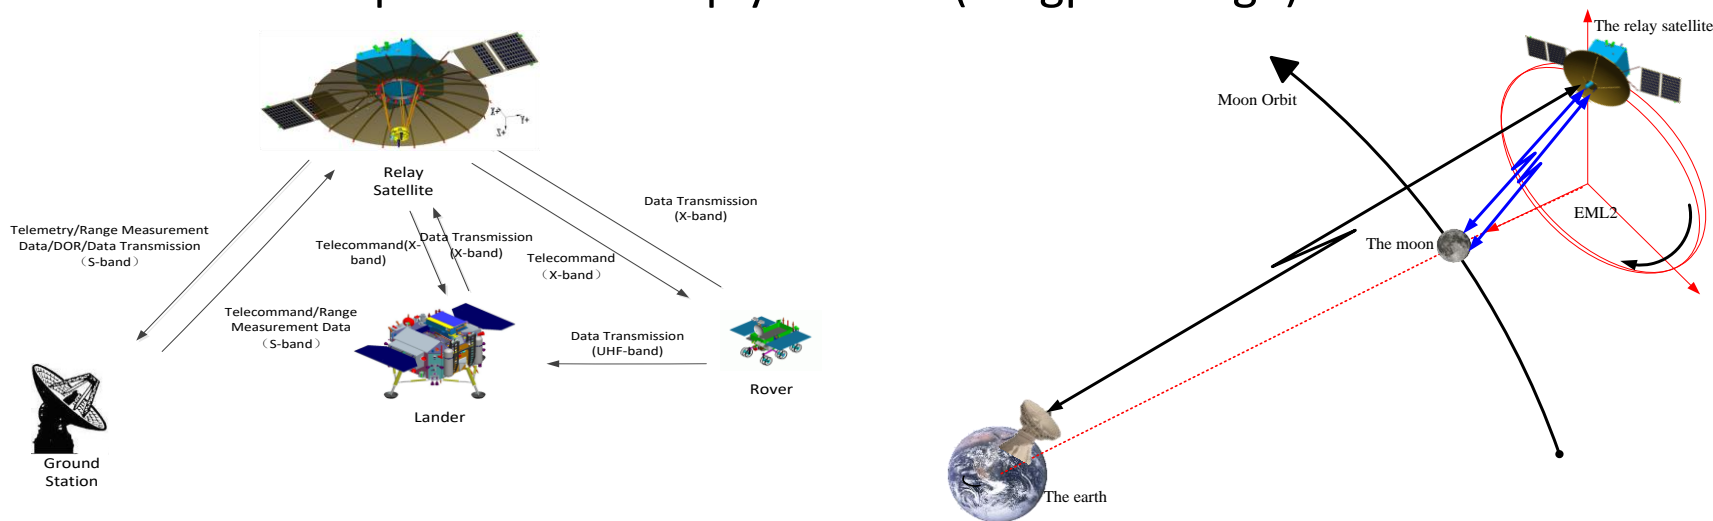 Relay
Satellite
Telemetry/Range Measurement
Data/DOR/Data Transmission
（S-band）
Telecommand(X-
band)
Data Transmission
(X-band)
Telecommand
（X-band）
Data Transmission
(X-band)
Telecommand/Range
Measurement Data
（S-band）
Data Transmission
(UHF-band)
Ground
Station
Lander
Rover
X+
Y+
Z+
The relay satellite
Moon Orbit
EML2
The moon
The earth